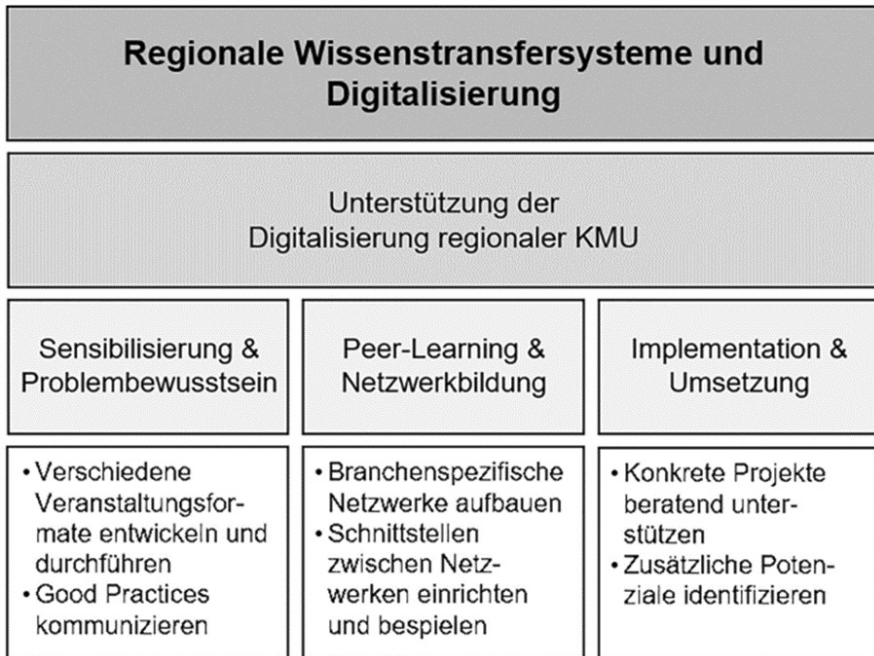 Regionale Wissenstransfersysteme und
Digitalisierung
Unterstützung der
Digitalisierung regionaler KMU
Sensibilisierung &
Problembewusstsein
Peer-Learning &
Netzwerkbildung
Implementation &
Umsetzung
• Verschiedene
Veranstaltungsfor-
mate entwickeln und
durchführen
• Good Practices
kommunizieren
• Branchenspezifische
Netzwerke aufbauen
• Schnittstellen
zwischen Netz-
werken einrichten
und bespielen
• Konkrete Projekte
beratend unter-
stützen
• Zusätzliche Poten-
ziale identifizieren